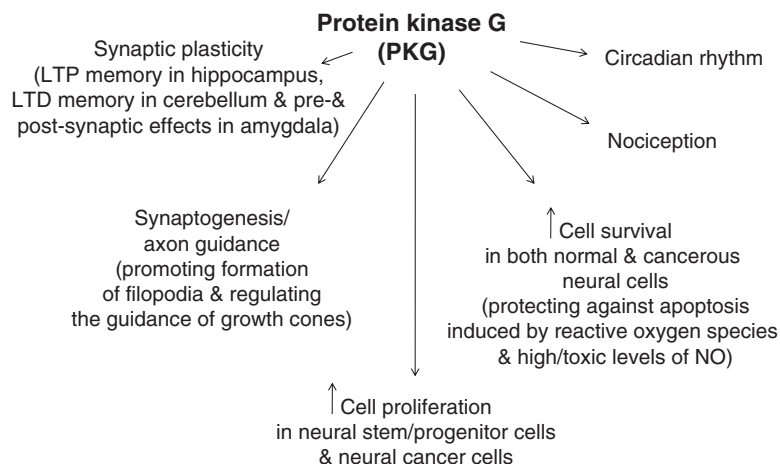 Protein kinase G
(PKG)
Synaptic plasticity
(LTP memory in hippocampus,
LTD memory in cerebellum & pre-&
post-synaptic effects in amygdala)
Circadian rhythm
Nociception
Synaptogenesis/
axon guidance
(promoting formation
of filopodia & regulating
the guidance of growth cones)
↑ Cell survival
in both normal & cancerous
neural cells
(protecting against apoptosis
induced by reactive oxygen species
& high/toxic levels of NO)
↑ Cell proliferation
in neural stem/progenitor cells
& neural cancer cells